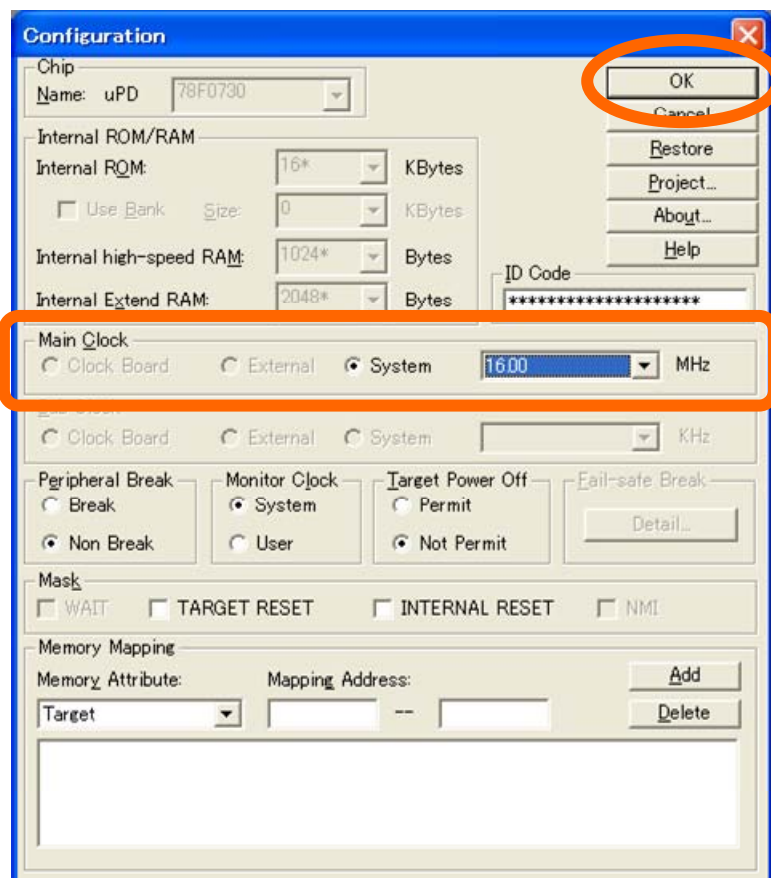 Configuration
Chip
Name: uPD 78F0730
OK
Cancel
Internal ROM/RAM
Restore
Internal ROM: 16* KBytes
Project...
Use Bank Size: 0 KBytes
About...
Internal high-speed RAM: 1024* Bytes
Help
ID Code
Internal Extend RAM: 2048* Bytes
********************
Main Clock
Clock Board External System 16.00 MHz
Clock Board External System KHz
Peripheral Break Monitor Clock Target Power Off Fail-safe Break
Break System Permit
Detail...
Non Break User Not Permit
Mask
WAIT TARGET RESET INTERNAL RESET NMI
Memory Mapping
Memory Attribute: Mapping Address:
Add
Target --
Delete